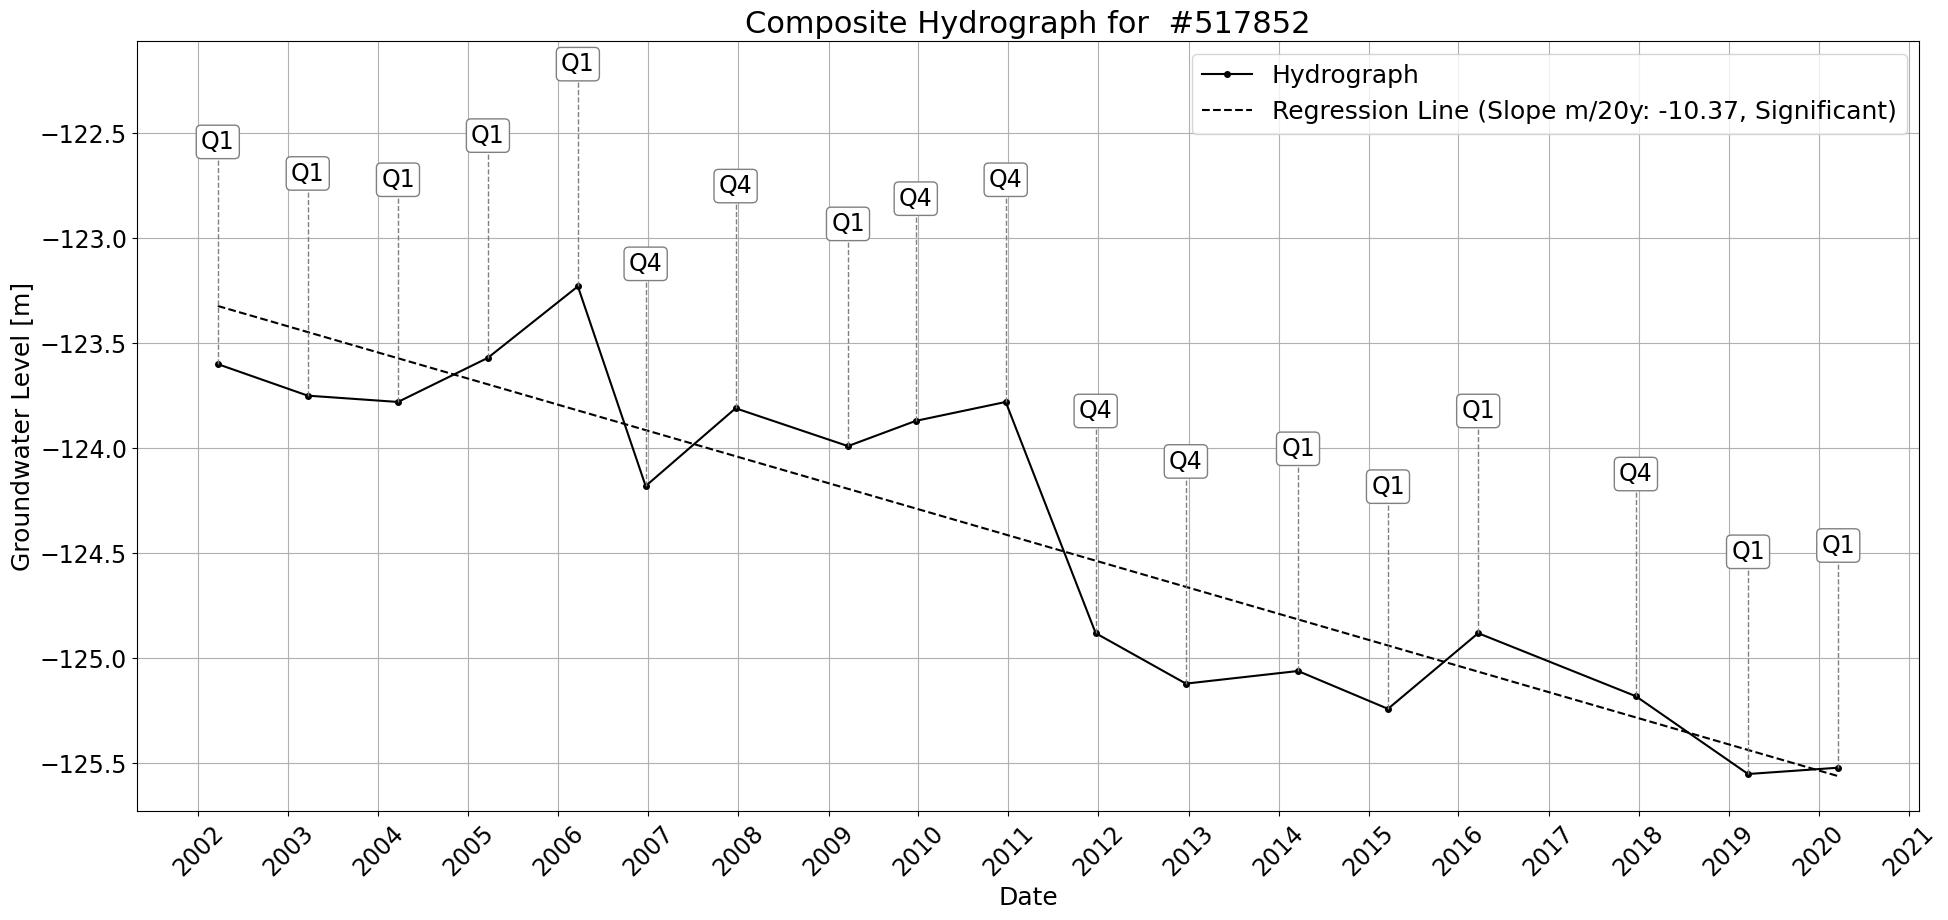 Composite Hydrograph for  #517852
Hydrograph
Regression Line (Slope m/20y: -10.37, Significant)
Groundwater Level [m]
−122.5
−123.0
−123.5
−124.0
−124.5
−125.0
−125.5
Q1
Q1
Q1
Q1
Q1
Q4
Q4
Q1
Q4
Q4
Q4
Q4
Q1
Q1
Q1
Q4
Q1
Q1
2002
2003
2004
2005
2006
2007
2008
2009
2010
2011
2012
2013
2014
2015
2016
2017
2018
2019
2020
2021
Date